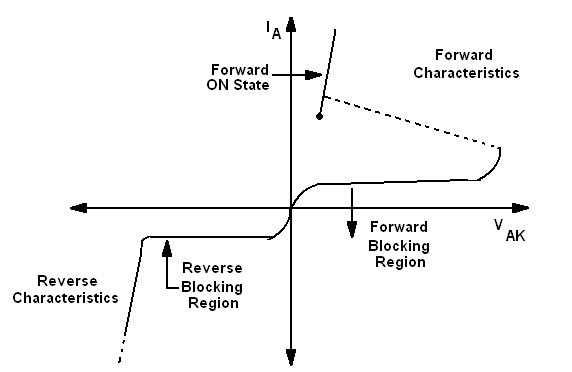 I A
Forward
Characteristics
Forward
ON State
V AK
Forward
Blocking
Region
Reverse
Blocking
Region
Reverse
Characteristics